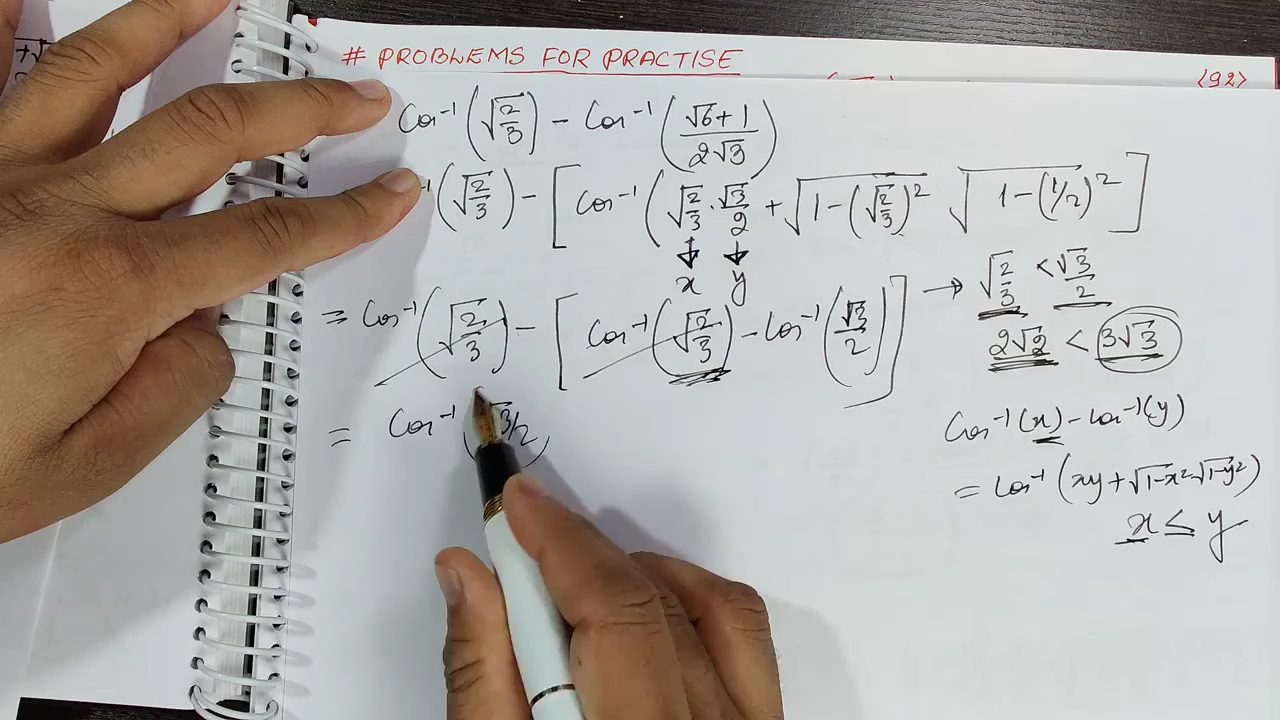 # PROBLEMS FOR PRACTISE
(92)
Cos⁻¹(√(2/3)) − Cos⁻¹((√6+1)/(2√3))
⁻¹(√(2/3)) − [Cos⁻¹(√(2/3)·√3/2 + √(1−(√(2/3))²) √(1−(1/2)²)]
x y
= Cos⁻¹(√(2/3)) − [Cos⁻¹(√(2/3)) − Cos⁻¹(√3/2)] → √(2/3) < √3/2
2√2 < 3√3
= Cos⁻¹(√3/2)
Cos⁻¹(x) − Cos⁻¹(y)
= Cos⁻¹(xy + √1−x² √1−y²)
x ≤ y